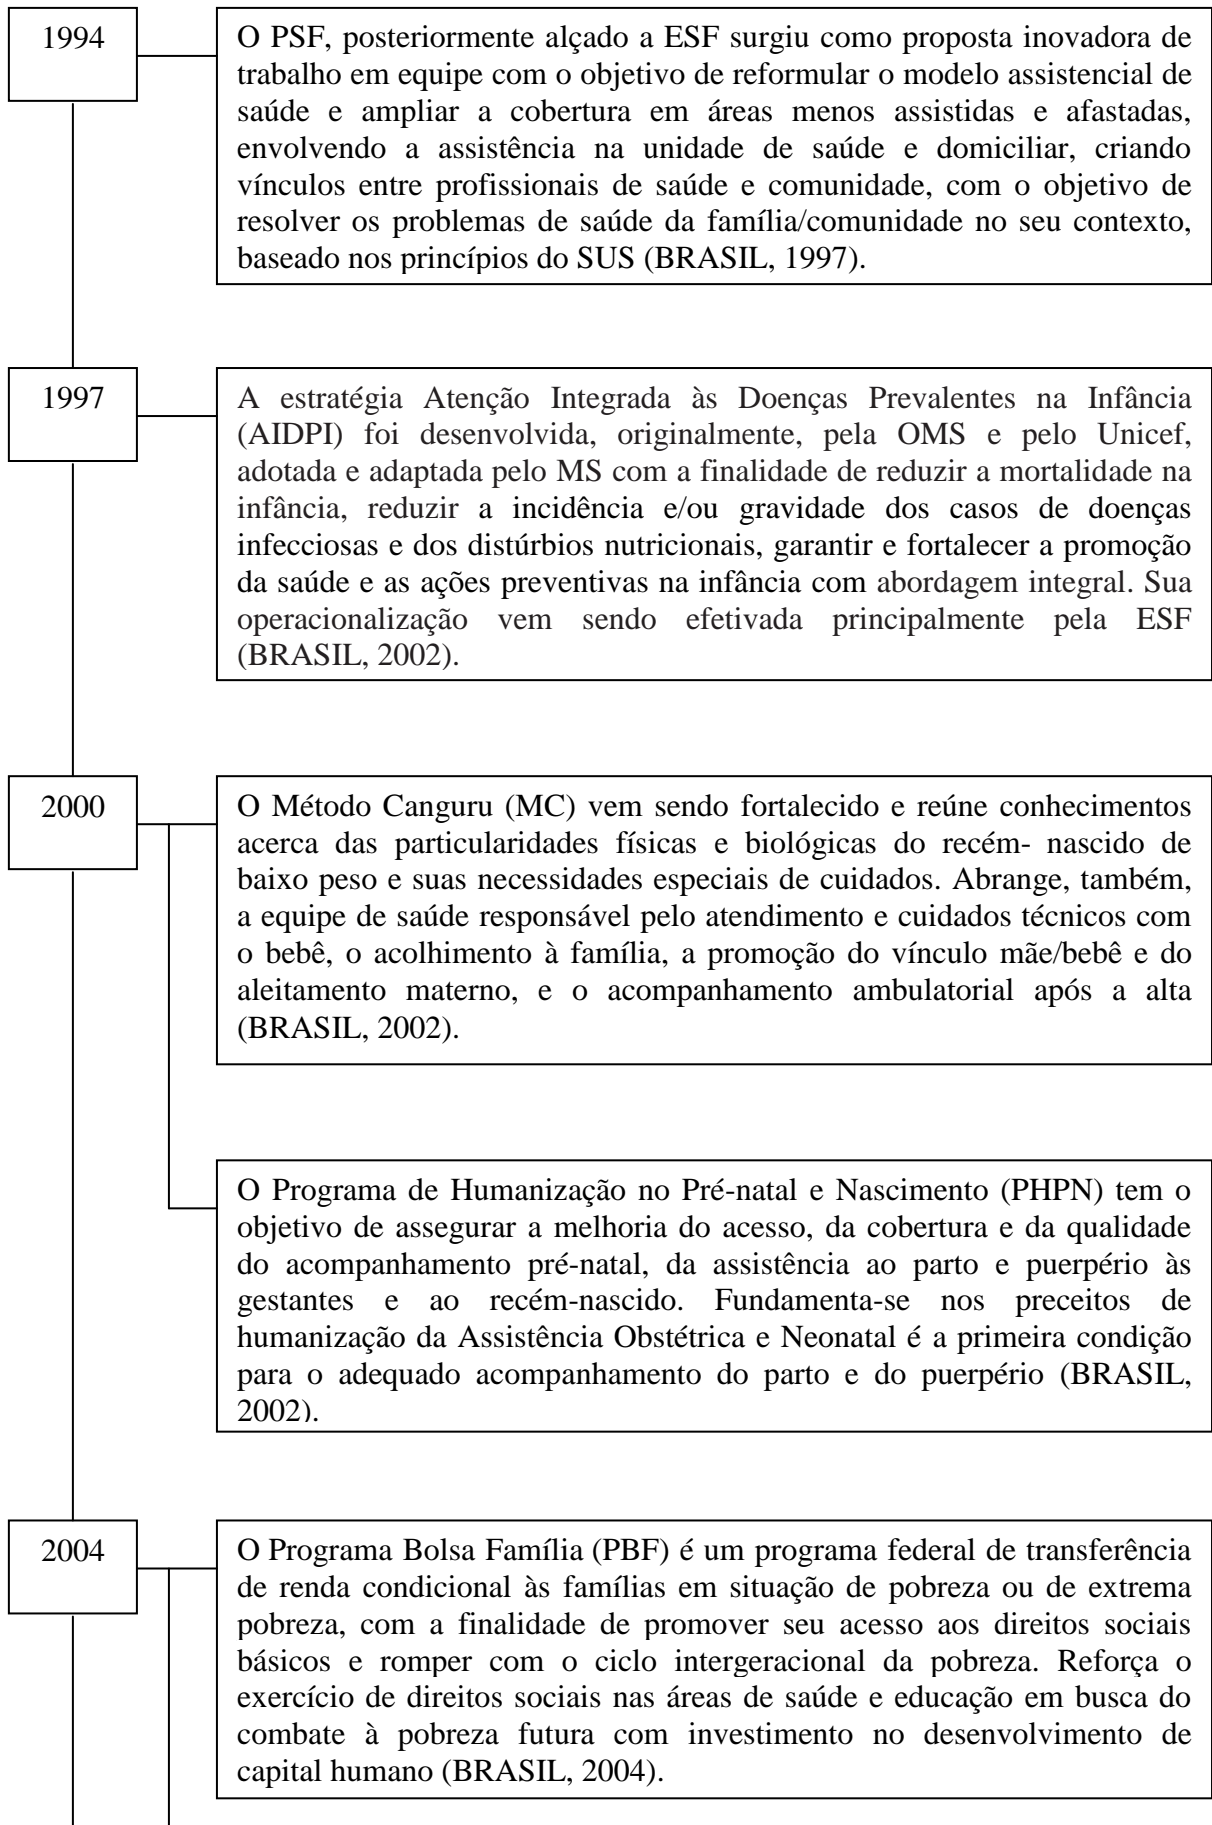 1994
O PSF, posteriormente alçado a ESF surgiu como proposta inovadora de
trabalho em equipe com o objetivo de reformular o modelo assistencial de
saúde e ampliar a cobertura em áreas menos assistidas e afastadas,
envolvendo a assistência na unidade de saúde e domiciliar, criando
vínculos entre profissionais de saúde e comunidade, com o objetivo de
resolver os problemas de saúde da família/comunidade no seu contexto,
baseado nos princípios do SUS (BRASIL, 1997).
1997
A estratégia Atenção Integrada às Doenças Prevalentes na Infância
(AIDPI) foi desenvolvida, originalmente, pela OMS e pelo Unicef,
adotada e adaptada pelo MS com a finalidade de reduzir a mortalidade na
infância, reduzir a incidência e/ou gravidade dos casos de doenças
infecciosas e dos distúrbios nutricionais, garantir e fortalecer a promoção
da saúde e as ações preventivas na infância com abordagem integral. Sua
operacionalização vem sendo efetivada principalmente pela ESF
(BRASIL, 2002).
2000
O Método Canguru (MC) vem sendo fortalecido e reúne conhecimentos
acerca das particularidades físicas e biológicas do recém- nascido de
baixo peso e suas necessidades especiais de cuidados. Abrange, também,
a equipe de saúde responsável pelo atendimento e cuidados técnicos com
o bebê, o acolhimento à família, a promoção do vínculo mãe/bebê e do
aleitamento materno, e o acompanhamento ambulatorial após a alta
(BRASIL, 2002).
O Programa de Humanização no Pré-natal e Nascimento (PHPN) tem o
objetivo de assegurar a melhoria do acesso, da cobertura e da qualidade
do acompanhamento pré-natal, da assistência ao parto e puerpério às
gestantes e ao recém-nascido. Fundamenta-se nos preceitos de
humanização da Assistência Obstétrica e Neonatal é a primeira condição
para o adequado acompanhamento do parto e do puerpério (BRASIL,
2002).
2004
O Programa Bolsa Família (PBF) é um programa federal de transferência
de renda condicional às famílias em situação de pobreza ou de extrema
pobreza, com a finalidade de promover seu acesso aos direitos sociais
básicos e romper com o ciclo intergeracional da pobreza. Reforça o
exercício de direitos sociais nas áreas de saúde e educação em busca do
combate à pobreza futura com investimento no desenvolvimento de
capital humano (BRASIL, 2004).